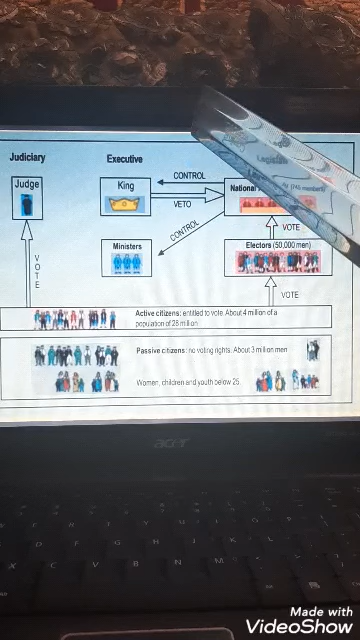 Judiciary
Executive
Judge
King
CONTROL
VETO
National
(745 members)
CONTROL
VOTE
Ministers
Electors (50,000 men)
VOTE
VOTE
Active citizens: entitled to vote. About 4 million of a
population of 28 million
Passive citizens: no voting rights. About 3 million men
Women, children and youth below 25.
acer
Made with
VideoShow